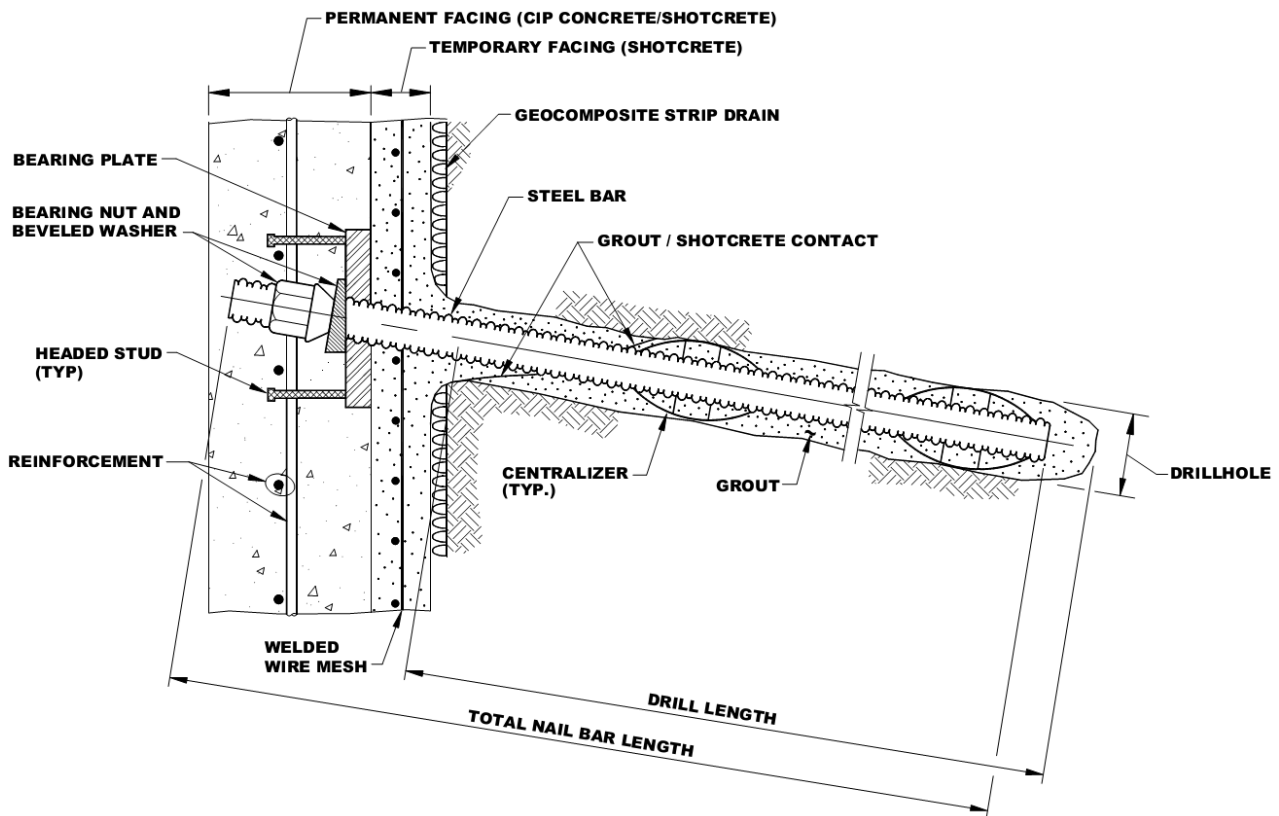 PERMANENT FACING (CIP CONCRETE/SHOTCRETE)
TEMPORARY FACING (SHOTCRETE)
GEOCOMPOSITE STRIP DRAIN
BEARING PLATE
STEEL BAR
BEARING NUT AND
BEVELED WASHER
GROUT / SHOTCRETE CONTACT
HEADED STUD
(TYP)
REINFORCEMENT
CENTRALIZER
(TYP.)
GROUT
DRILLHOLE
WELDED
WIRE MESH
DRILL LENGTH
TOTAL NAIL BAR LENGTH